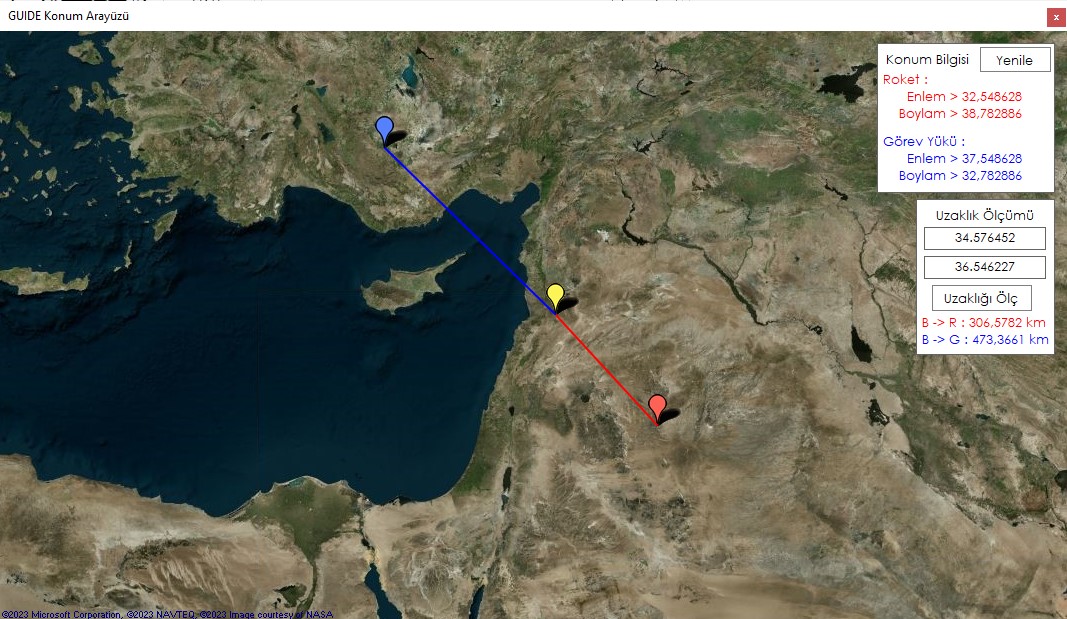 GUIDE Konum Arayüzü
x
Konum Bilgisi
Yenile
Roket :
Enlem > 32,548628
Boylam > 38,782886
Görev Yükü :
Enlem > 37,548628
Boylam > 32,782886
Uzaklık Ölçümü
34.576452
36.546227
Uzaklığı Ölç
B -> R : 306,5782 km
B -> G : 473,3661 km
©2023 Microsoft Corporation, ©2023 NAVTEQ, ©2023 Image courtesy of NASA